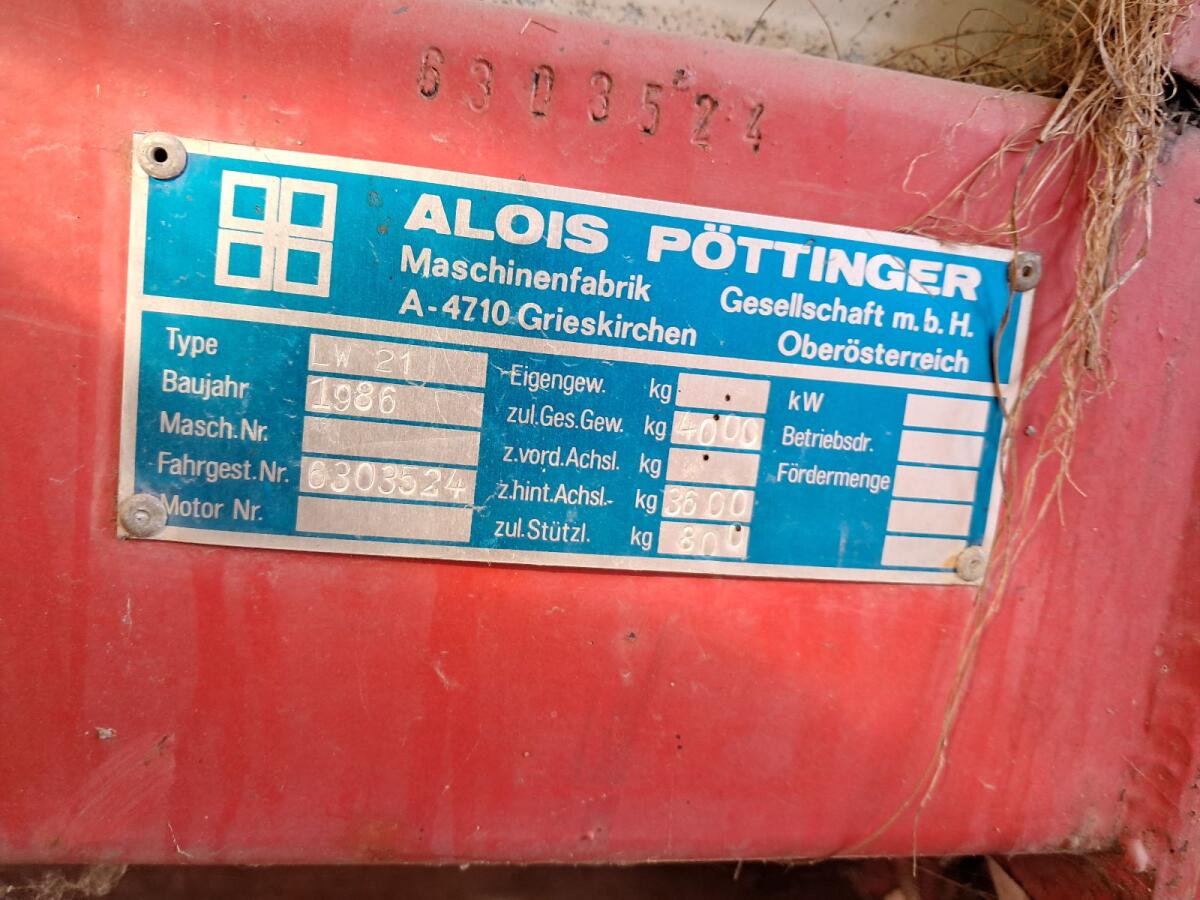 6303524
ALOIS PÖTTINGER
Maschinenfabrik Gesellschaft m.b.H.
A-4710 Grieskirchen Oberösterreich
Type LW 21
Baujahr 1986
Masch.Nr.
Fahrgest.Nr. 6303524
Motor Nr.
Eigengew. kg
zul.Ges.Gew. kg 4000
z.vord.Achsl. kg
z.hint.Achsl. kg 3600
zul.Stützl. kg 800
kW
Betriebsdr.
Fördermenge